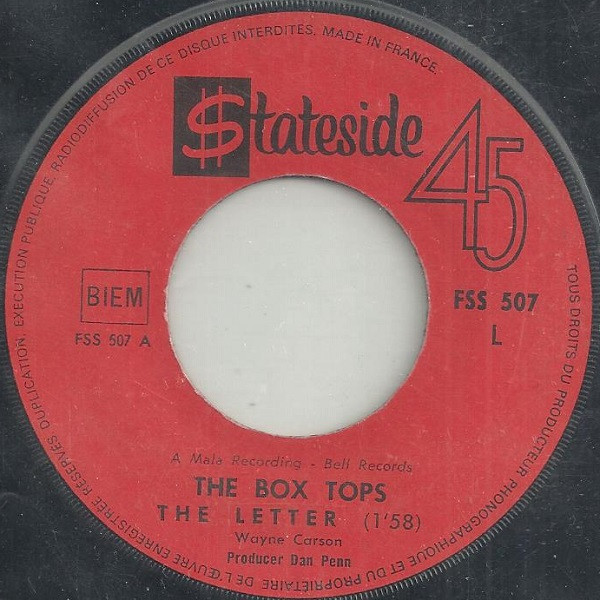 TOUS DROITS DU PRODUCTEUR PHONOGRAPHIQUE ET DU PROPRIÉTAIRE DE L'ŒUVRE ENREGISTRÉE RÉSERVÉS DUPLICATION, EXÉCUTION PUBLIQUE, RADIODIFFUSION DE CE DISQUE INTERDITES. MADE IN FRANCE.
$tateside
45
BIEM
FSS 507 A
FSS 507
L
A Mala Recording - Bell Records
THE BOX TOPS
THE LETTER (1'58)
Wayne Carson
Producer Dan Penn